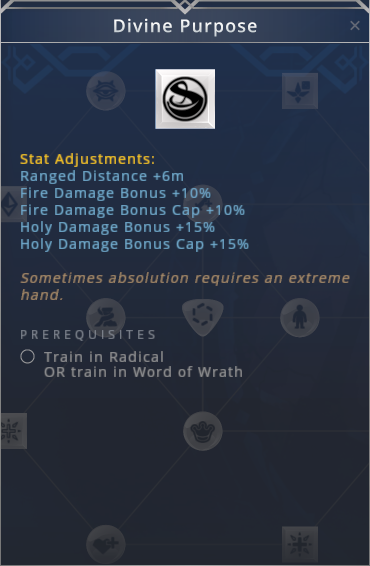 Divine Purpose
Stat Adjustments:
Ranged Distance +6m
Fire Damage Bonus +10%
Fire Damage Bonus Cap +10%
Holy Damage Bonus +15%
Holy Damage Bonus Cap +15%
Sometimes absolution requires an extreme
hand.
PREREQUISITES
Train in Radical
OR train in Word of Wrath